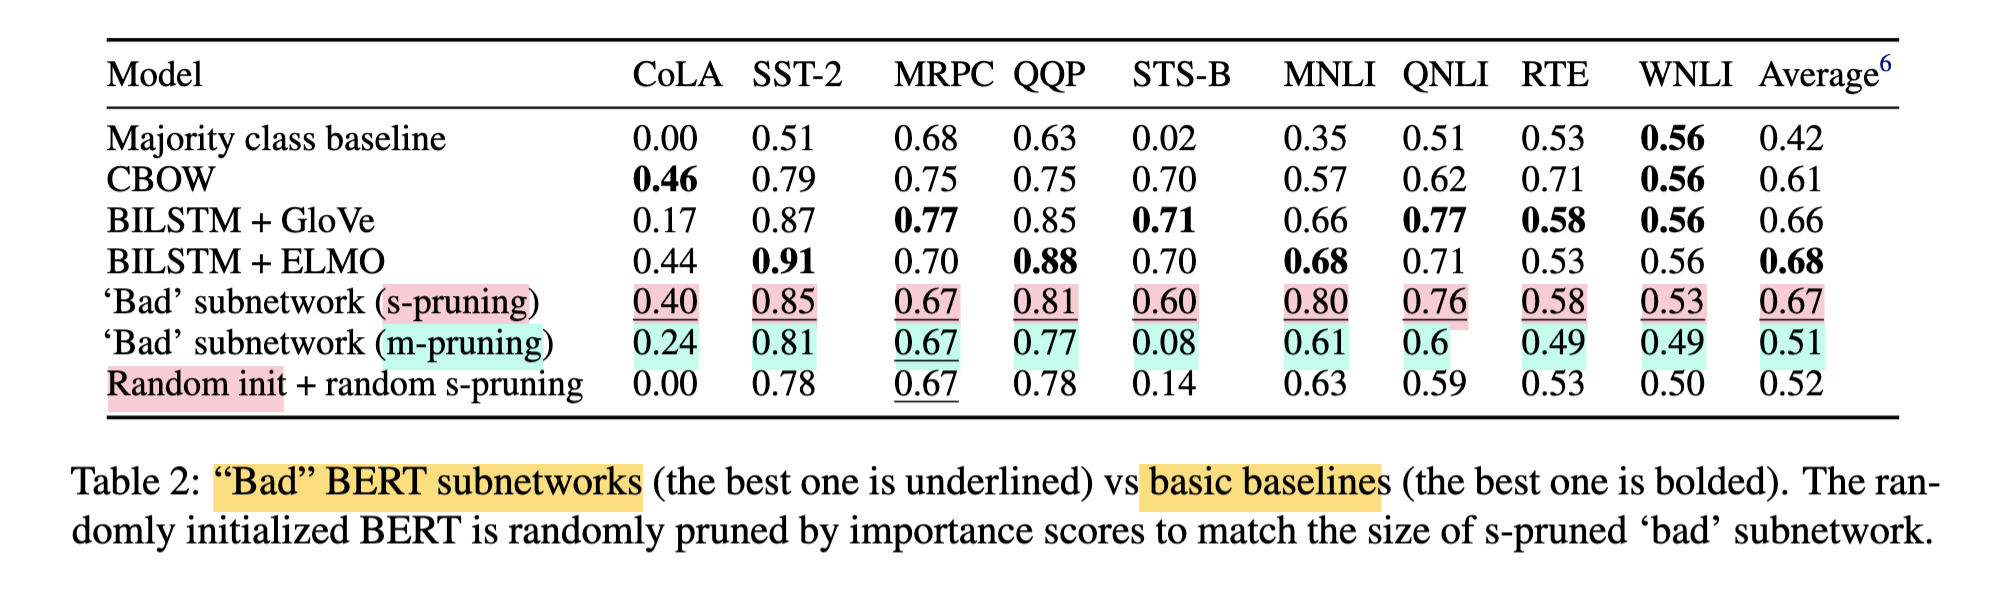 Model CoLA SST-2 MRPC QQP STS-B MNLI QNLI RTE WNLI Average6
Majority class baseline 0.00 0.51 0.68 0.63 0.02 0.35 0.51 0.53 0.56 0.42
CBOW 0.46 0.79 0.75 0.75 0.70 0.57 0.62 0.71 0.56 0.61
BILSTM + GloVe 0.17 0.87 0.77 0.85 0.71 0.66 0.77 0.58 0.56 0.66
BILSTM + ELMO 0.44 0.91 0.70 0.88 0.70 0.68 0.71 0.53 0.56 0.68
‘Bad’ subnetwork (s-pruning) 0.40 0.85 0.67 0.81 0.60 0.80 0.76 0.58 0.53 0.67
‘Bad’ subnetwork (m-pruning) 0.24 0.81 0.67 0.77 0.08 0.61 0.6 0.49 0.49 0.51
Random init + random s-pruning 0.00 0.78 0.67 0.78 0.14 0.63 0.59 0.53 0.50 0.52
Table 2: “Bad” BERT subnetworks (the best one is underlined) vs basic baselines (the best one is bolded). The ran-
domly initialized BERT is randomly pruned by importance scores to match the size of s-pruned ‘bad’ subnetwork.